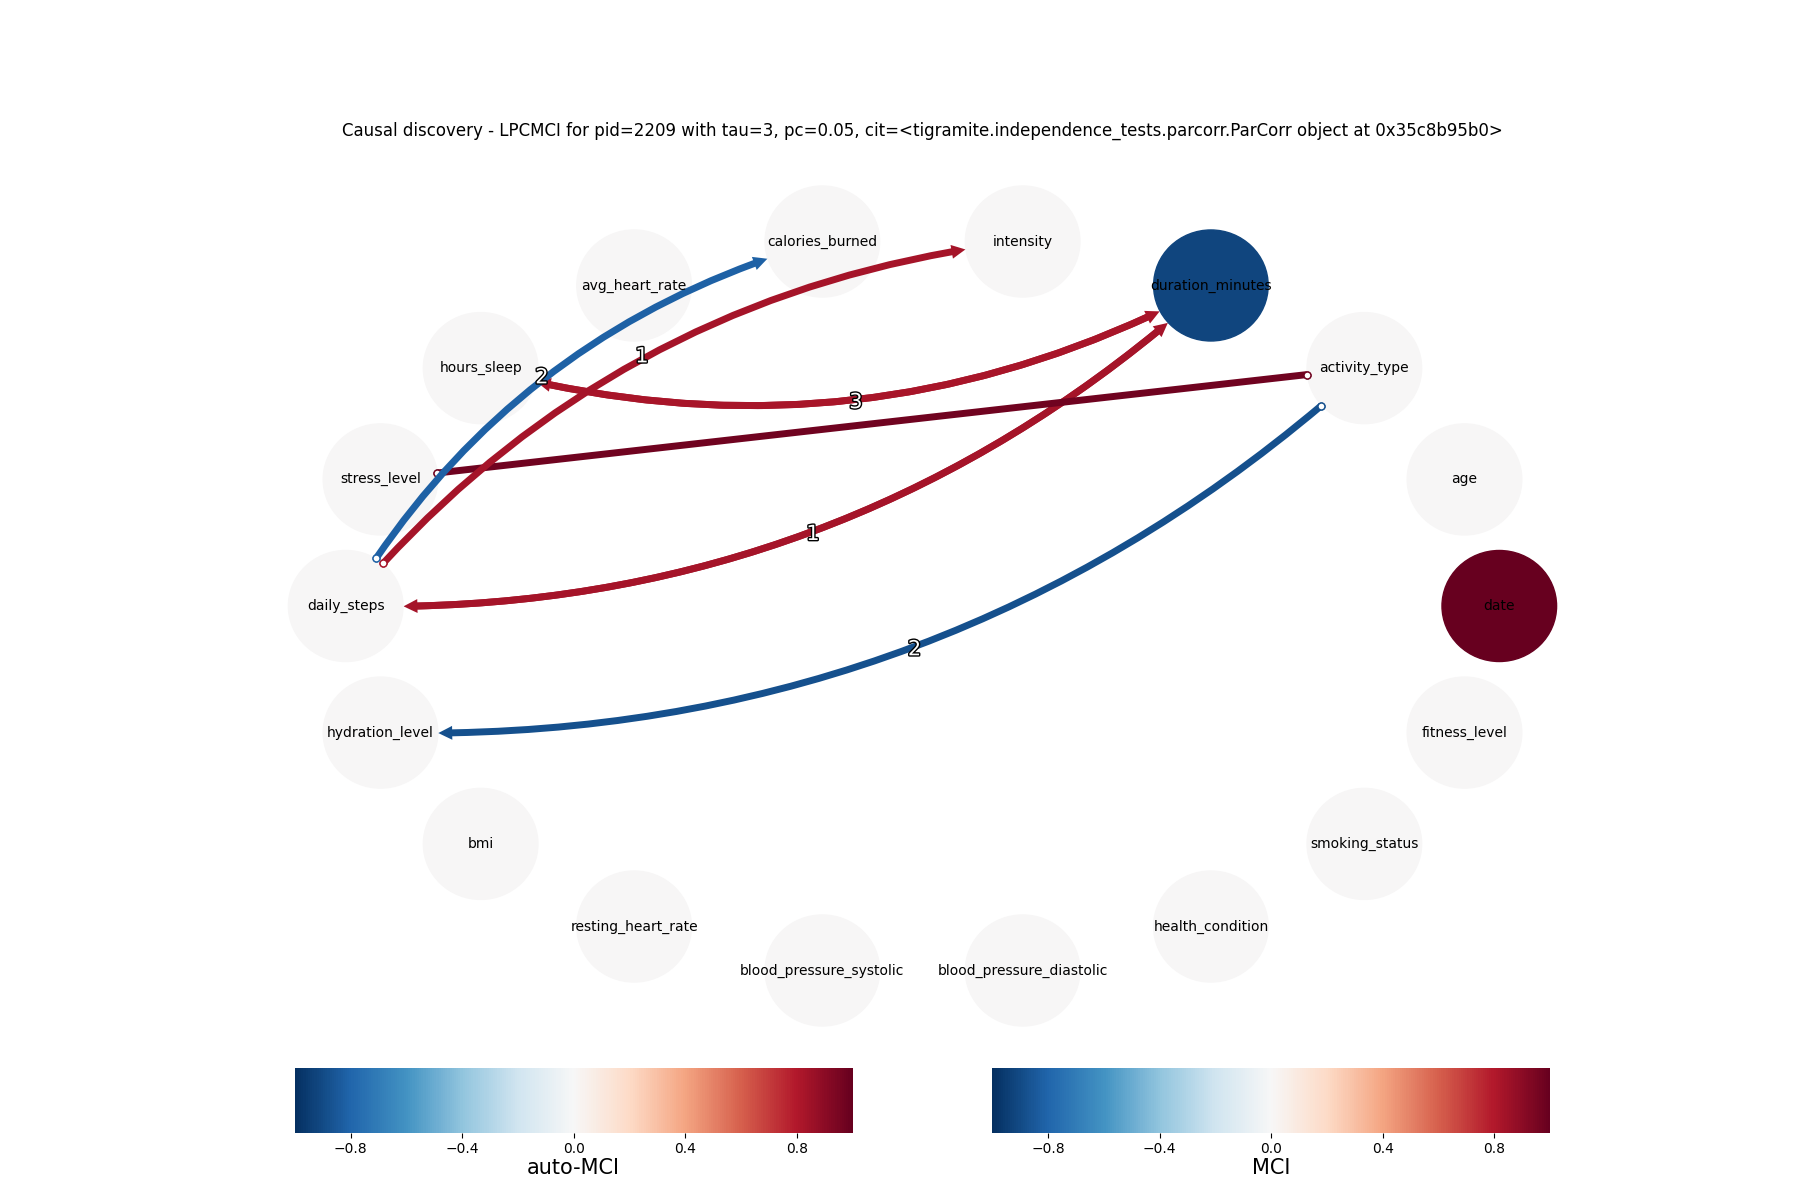 Causal discovery - LPCMCI for pid=2209 with tau=3, pc=0.05, cit=<tigramite.independence_tests.parcorr.ParCorr object at 0x35c8b95b0>
calories_burned
intensity
avg_heart_rate
duration_minutes
1
hours_sleep
2
activity_type
3
stress_level
age
1
daily_steps
date
2
hydration_level
fitness_level
bmi
smoking_status
resting_heart_rate
health_condition
blood_pressure_systolic
blood_pressure_diastolic
−0.8 −0.4 0.0 0.4 0.8
auto-MCI
−0.8 −0.4 0.0 0.4 0.8
MCI